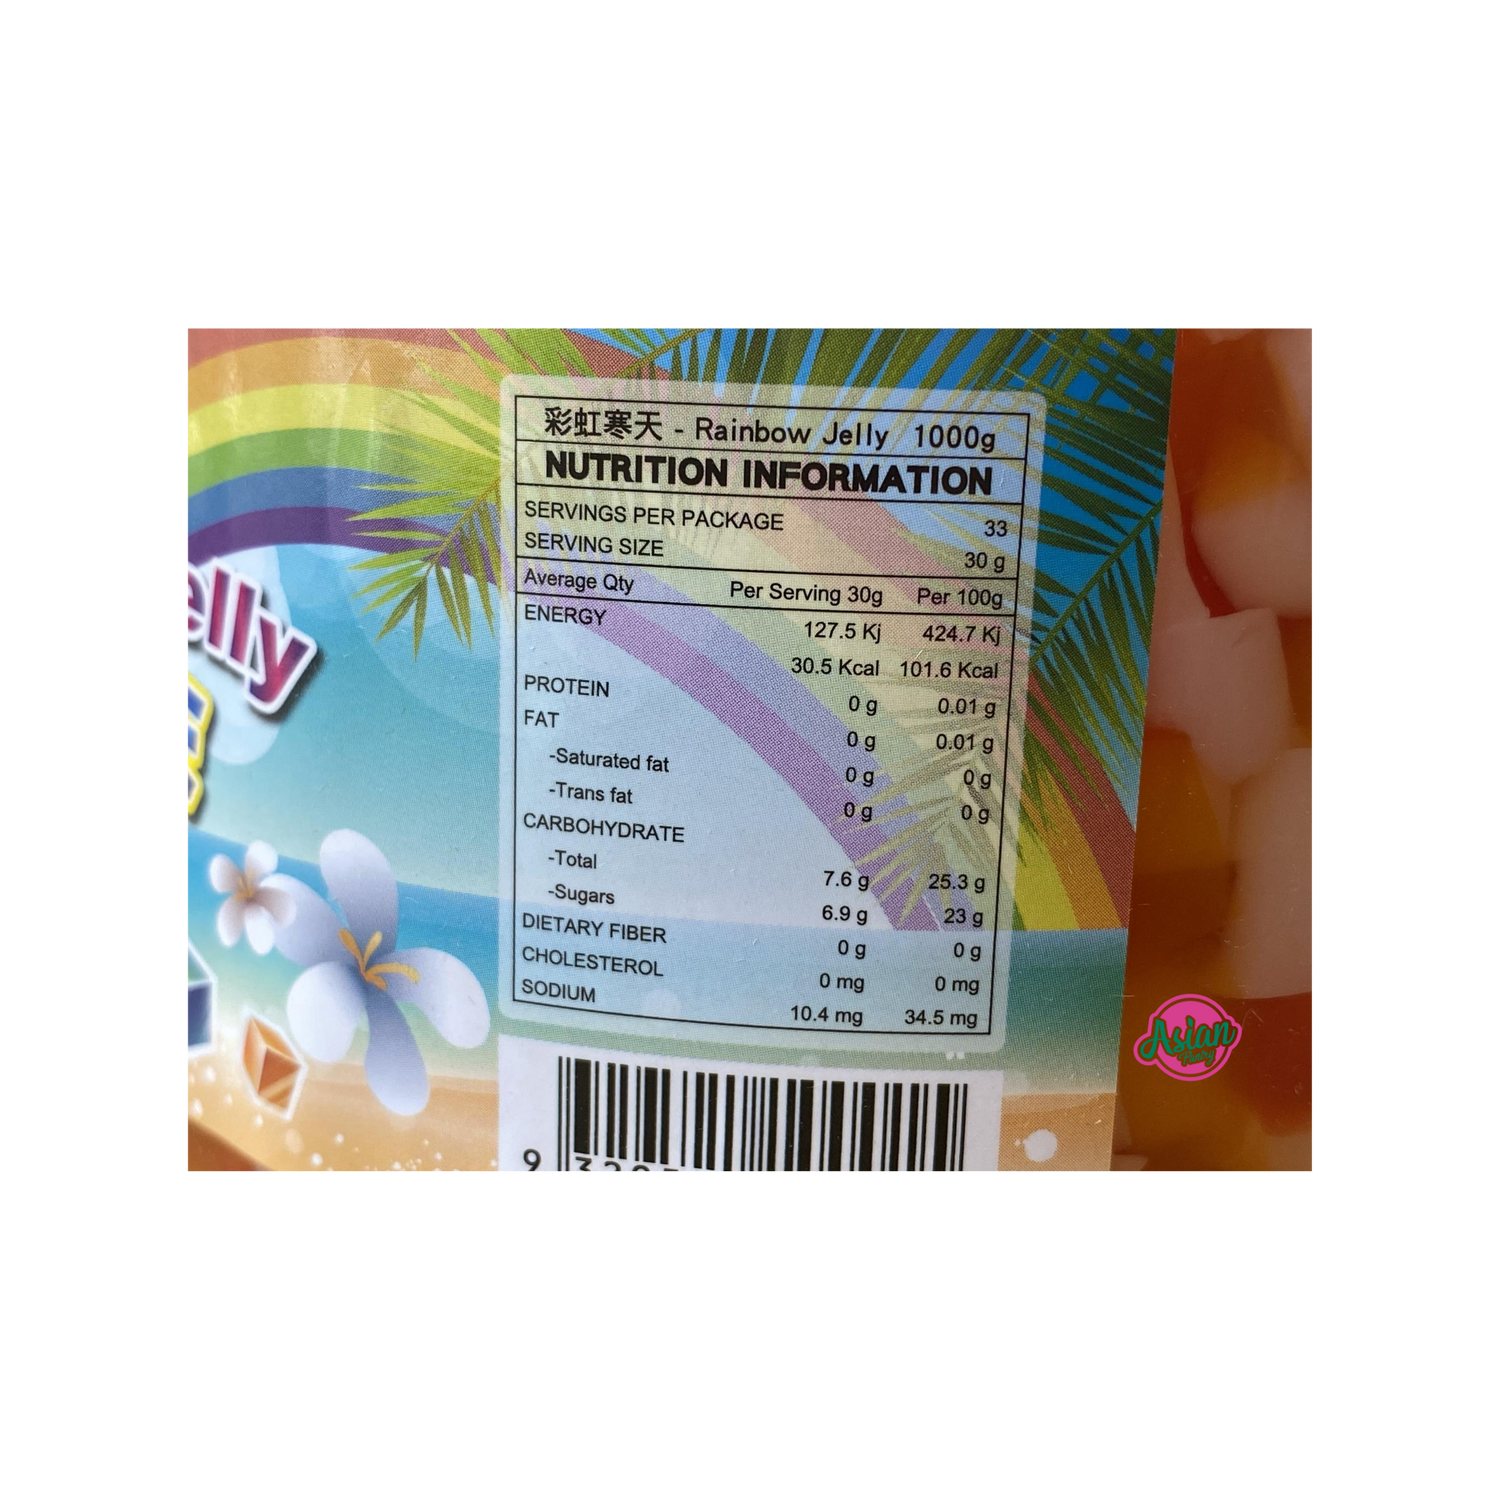 彩虹寒天 - Rainbow Jelly 1000g
NUTRITION INFORMATION
SERVINGS PER PACKAGE 33
SERVING SIZE 30 g
Average Qty Per Serving 30g Per 100g
ENERGY 127.5 Kj 424.7 Kj
30.5 Kcal 101.6 Kcal
PROTEIN 0 g 0.01 g
FAT 0 g 0.01 g
-Saturated fat 0 g 0 g
-Trans fat 0 g 0 g
CARBOHYDRATE
-Total 7.6 g 25.3 g
-Sugars 6.9 g 23 g
DIETARY FIBER 0 g 0 g
CHOLESTEROL 0 mg 0 mg
SODIUM 10.4 mg 34.5 mg
elly
9
Asian
Pantry